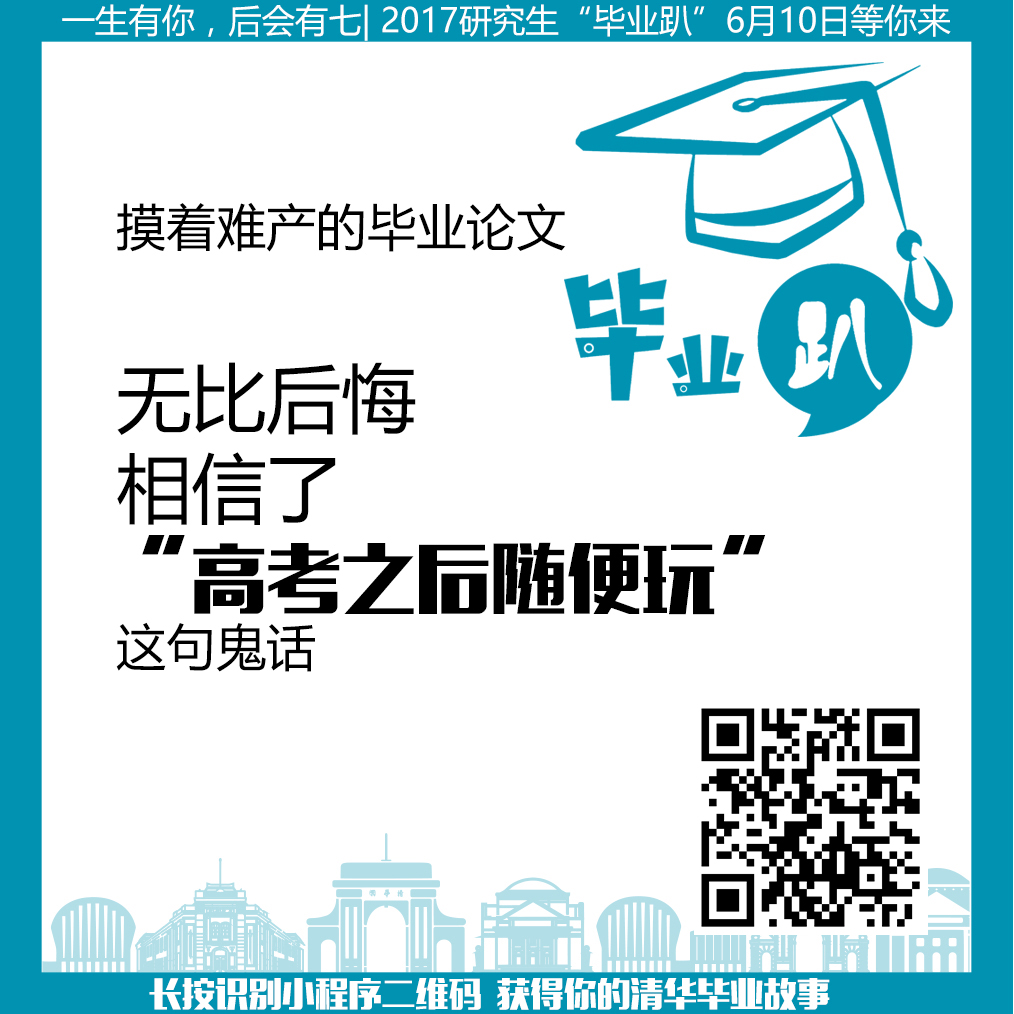 一生有你，后会有七| 2017研究生“毕业趴”6月10日等你来
摸着难产的毕业论文
毕业趴
无比后悔
相信了
“高考之后随便玩”
这句鬼话
清华园
长按识别小程序二维码 获得你的清华毕业故事